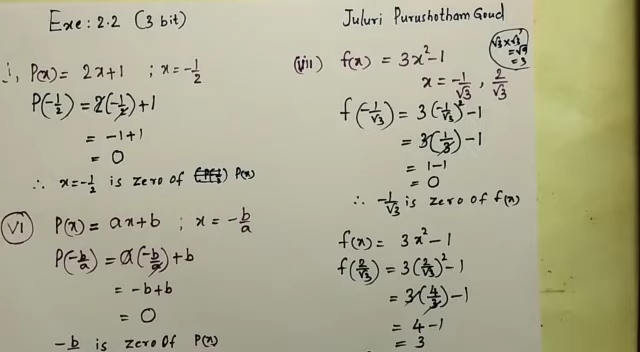 Exe: 2.2 (3 bit)
i, P(x) = 2x+1 ; x = -1/2
P(-1/2) = 2(-1/2)+1
= -1+1
= 0
∴ x = -1/2 is zero of P(x)
(vi) P(x) = ax+b ; x = -b/a
P(-b/a) = a(-b/a)+b
= -b+b
= 0
-b is zero of P(x)
Juluri Purushotham Goud
(vii) f(x) = 3x²-1
√3 x √3
= √9
= 3
x = -1/√3 , 2/√3
f(-1/√3) = 3(-1/√3)²-1
= 3(1/3)-1
= 1-1
= 0
∴ -1/√3 is zero of f(x)
f(x) = 3x²-1
f(2/√3) = 3(2/√3)²-1
= 3(4/3)-1
= 4-1
= 3